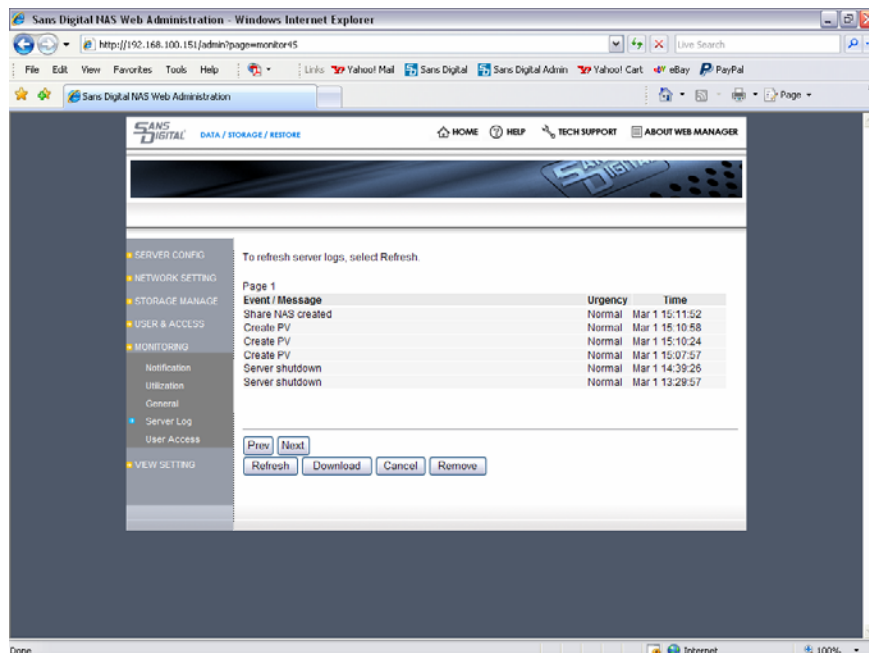 Sans Digital NAS Web Administration - Windows Internet Explorer
http://192.168.100.151/admin?page=monitor45
Live Search
File Edit View Favorites Tools Help
Links Yahoo! Mail Sans Digital Sans Digital Admin Yahoo! Cart eBay PayPal
Sans Digital NAS Web Administration
Page
SANS DIGITAL DATA / STORAGE / RESTORE
HOME HELP TECH SUPPORT ABOUT WEB MANAGER
SANS DIGITAL
SERVER CONFIG
NETWORK SETTING
STORAGE MANAGE
USER & ACCESS
MONITORING
Notification
Utilization
General
Server Log
User Access
VIEW SETTING
To refresh server logs, select Refresh.
Page 1
Event / Message Urgency Time
Share NAS created Normal Mar 1 15:11:52
Create PV Normal Mar 1 15:10:58
Create PV Normal Mar 1 15:10:24
Create PV Normal Mar 1 15:07:57
Server shutdown Normal Mar 1 14:39:26
Server shutdown Normal Mar 1 13:29:57
Prev Next
Refresh Download Cancel Remove
Done
Internet
100%